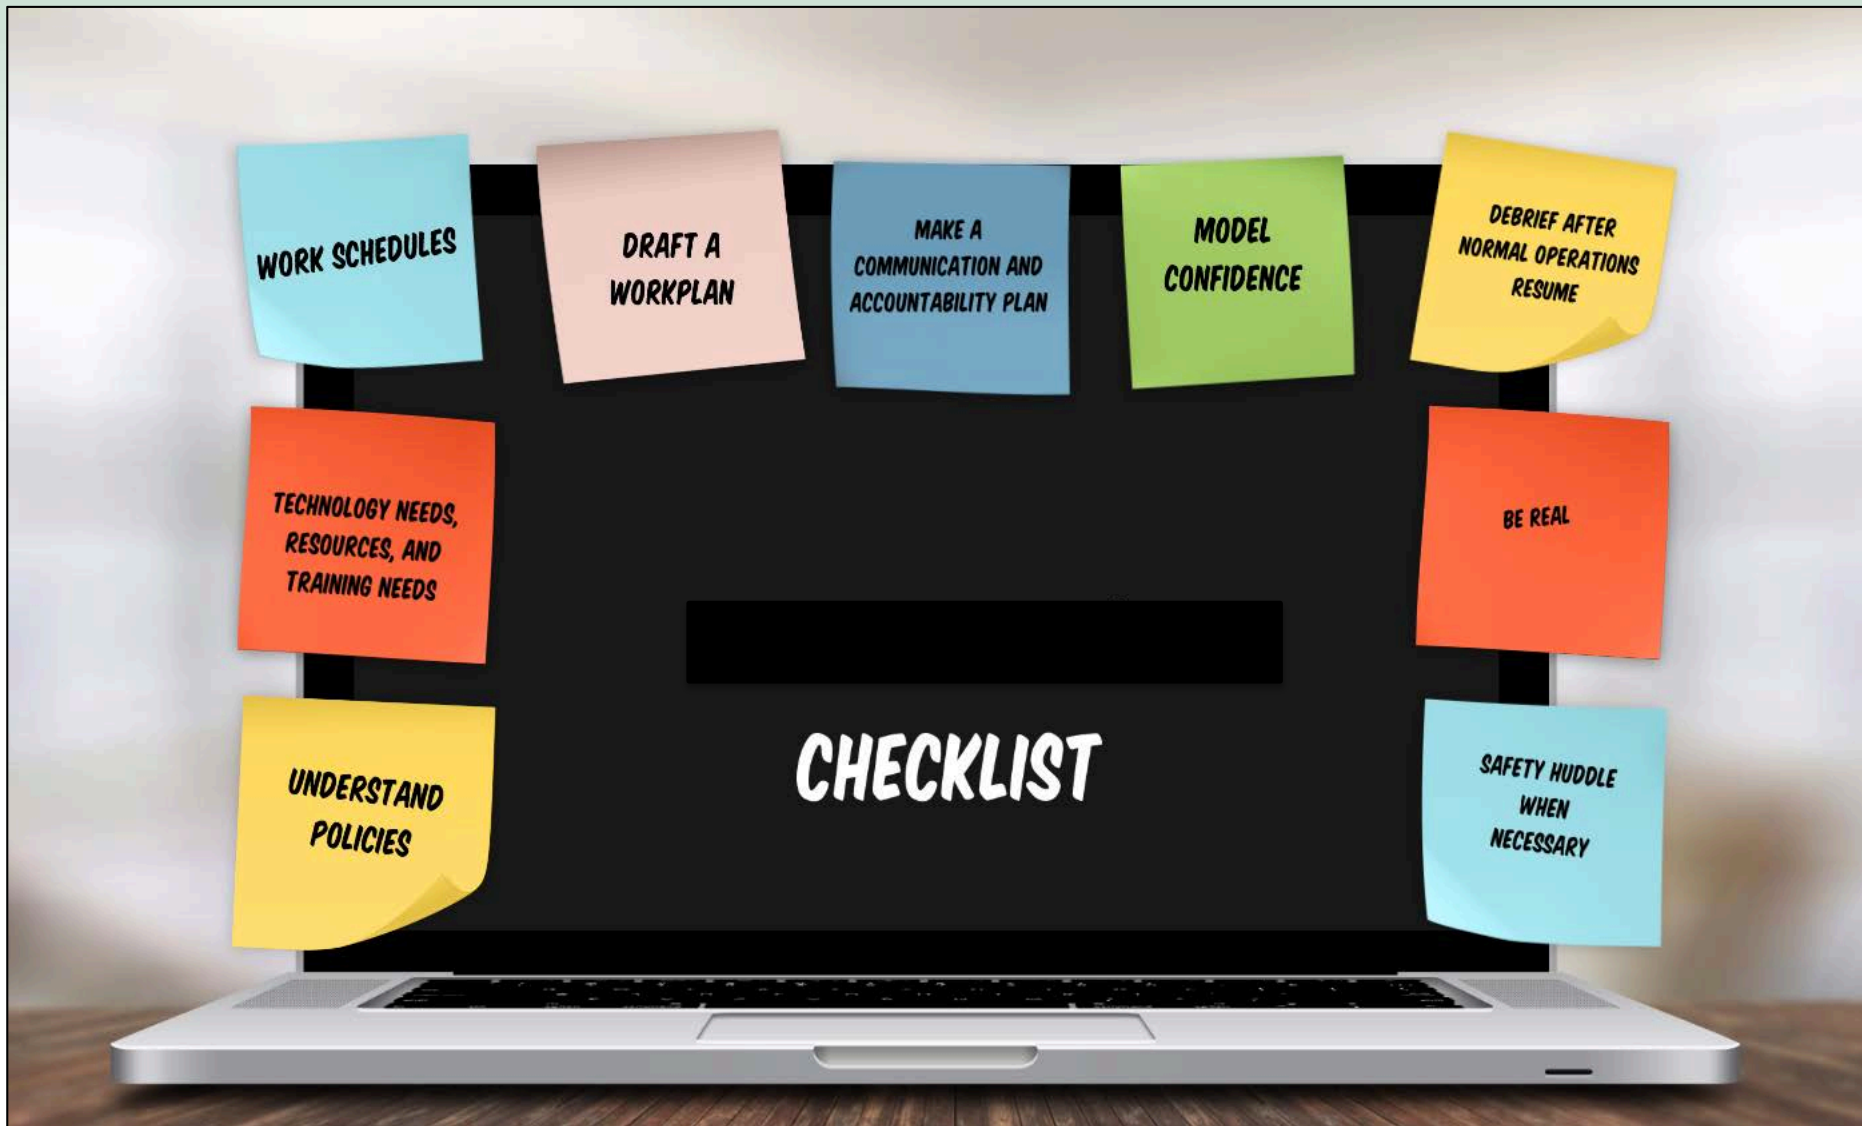 WORK SCHEDULES
DRAFT A
WORKPLAN
MAKE A
COMMUNICATION AND
ACCOUNTABILITY PLAN
MODEL
CONFIDENCE
DEBRIEF AFTER
NORMAL OPERATIONS
RESUME
TECHNOLOGY NEEDS,
RESOURCES, AND
TRAINING NEEDS
BE REAL
UNDERSTAND
POLICIES
CHECKLIST
SAFETY HUDDLE
WHEN
NECESSARY